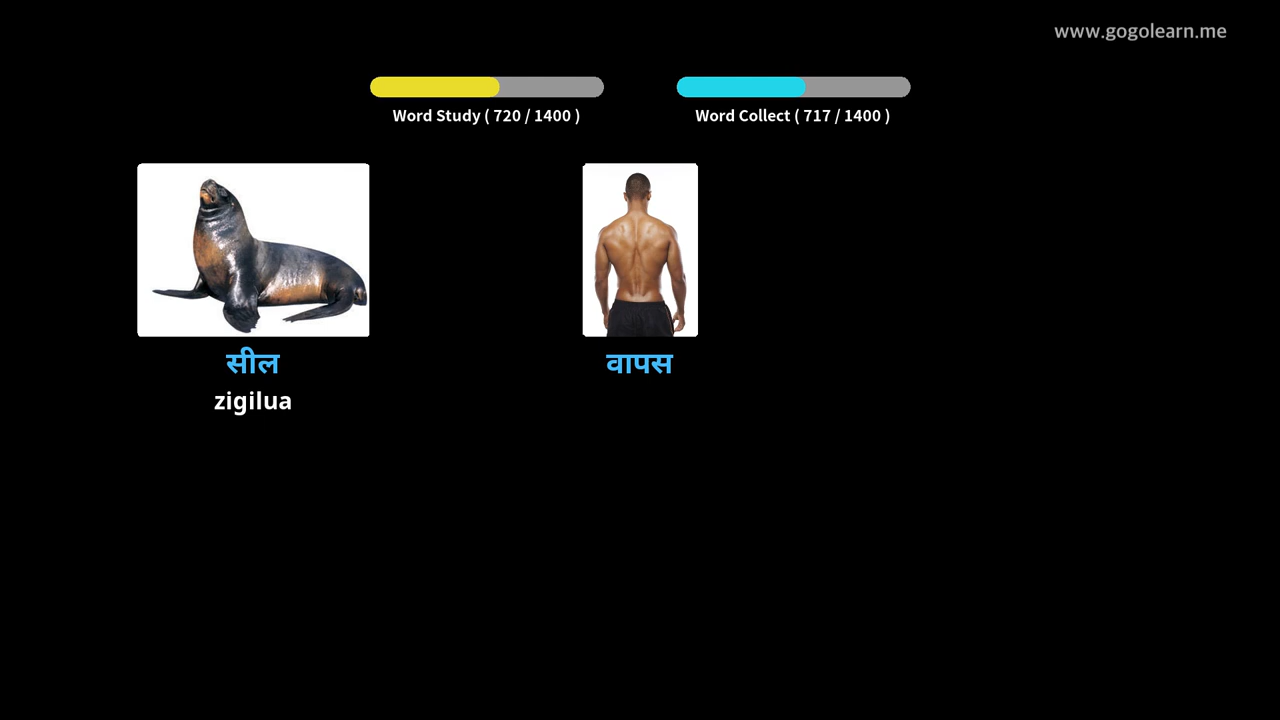 www.gogolearn.me
Word Study ( 720 / 1400 )
Word Collect ( 717 / 1400 )
सील
वापस
zigilua